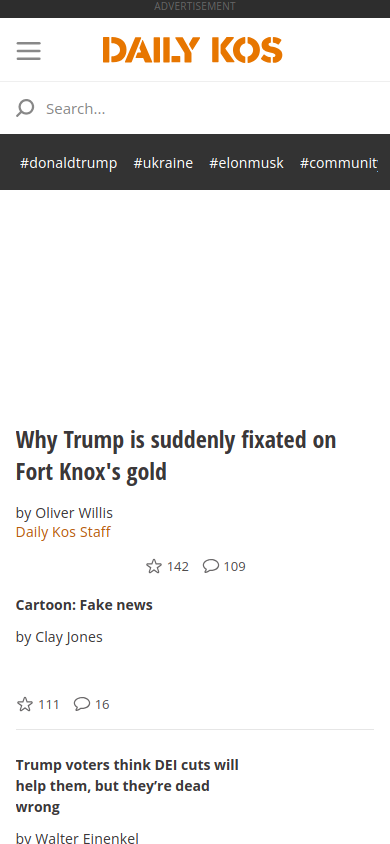 ADVERTISEMENT
DAILY KOS
Search...
#donaldtrump #ukraine #elonmusk #community
Why Trump is suddenly fixated on
Fort Knox's gold
by Oliver Willis
Daily Kos Staff
142 109
Cartoon: Fake news
by Clay Jones
111 16
Trump voters think DEI cuts will
help them, but they’re dead
wrong
by Walter Einenkel